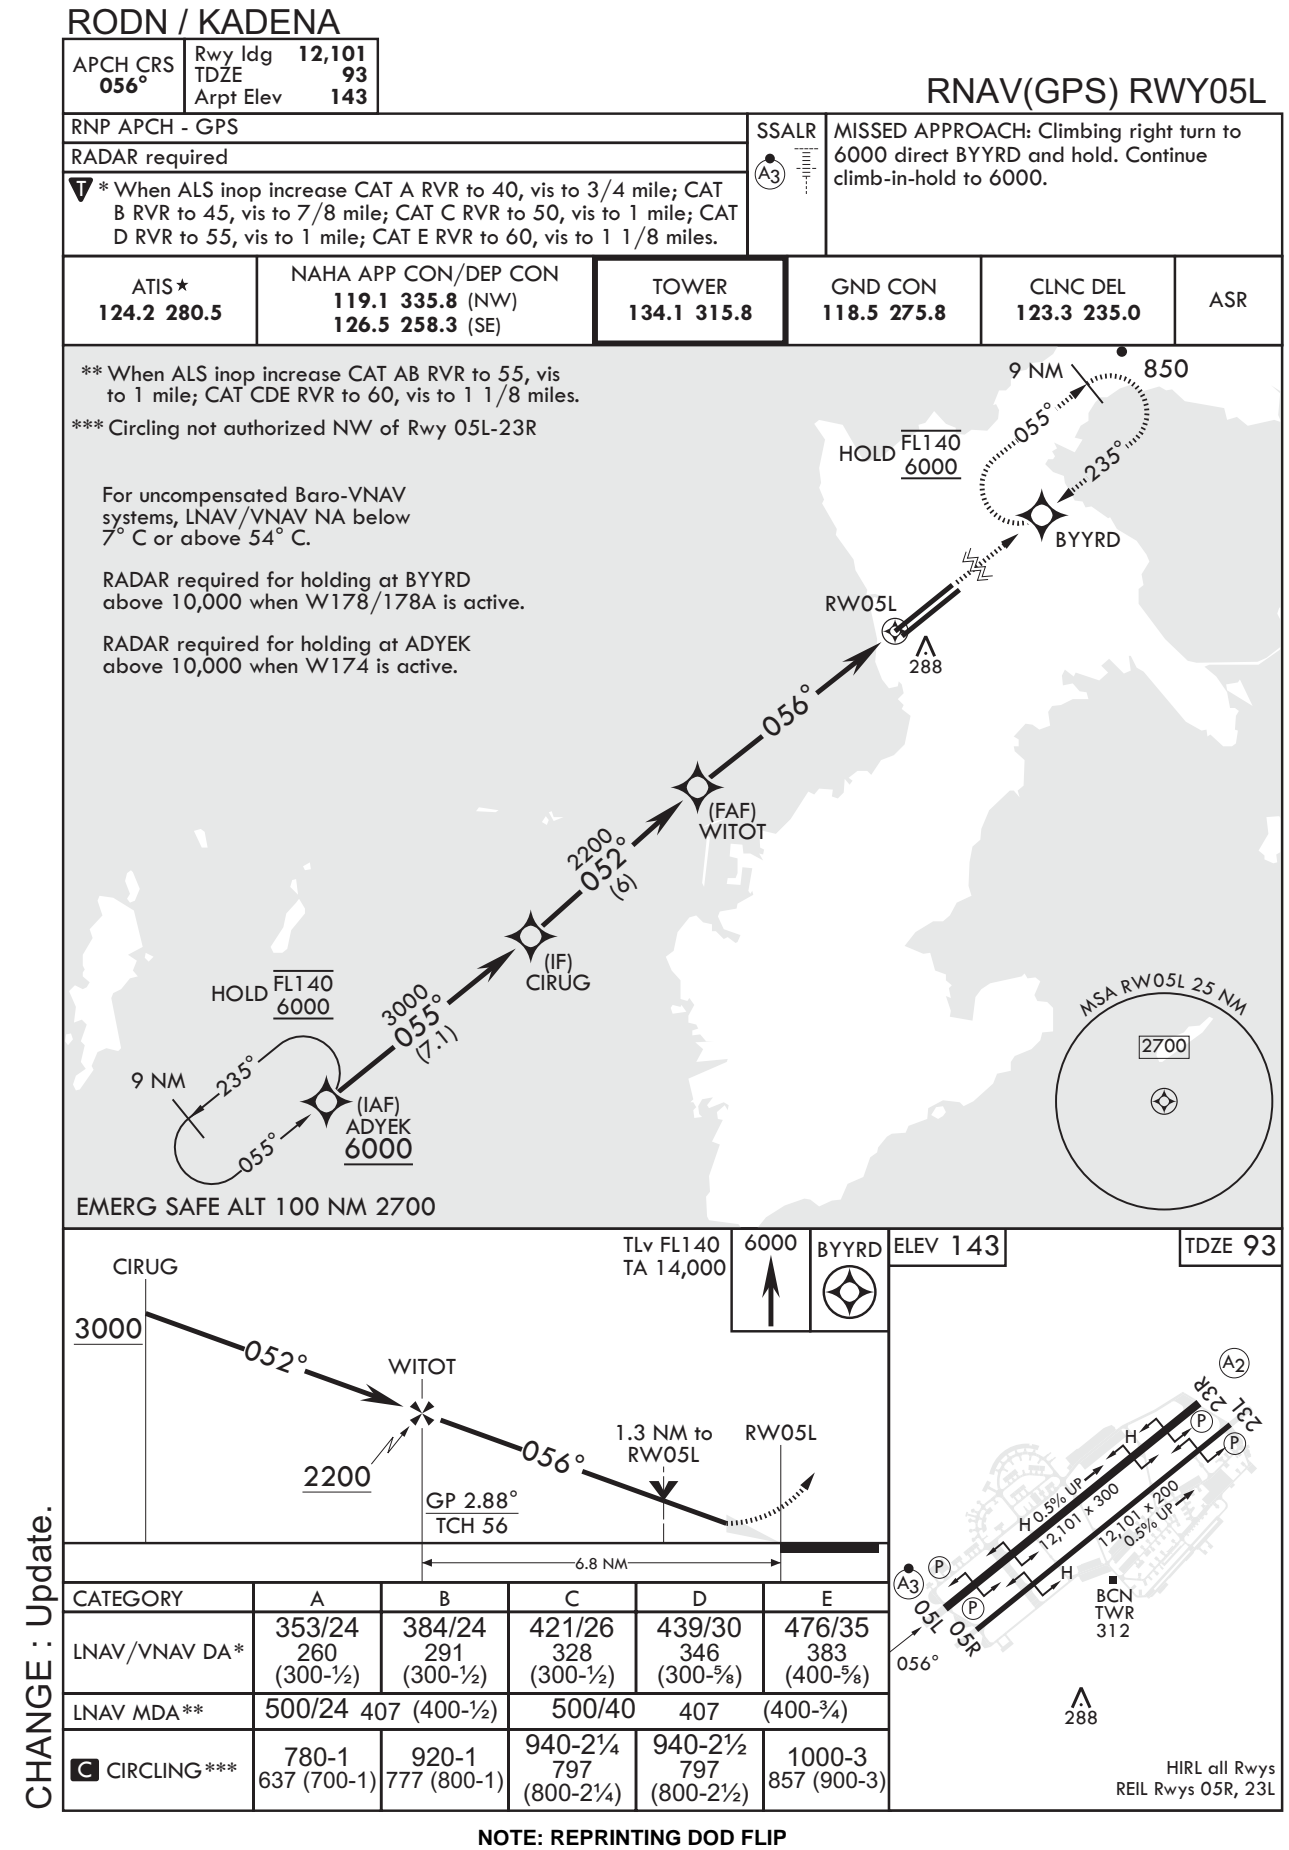 RODN / KADENA
APCH CRS
056°
Rwy ldg 12,101
TDZE 93
Arpt Elev 143
RNAV(GPS) RWY05L
RNP APCH - GPS
RADAR required
T * When ALS inop increase CAT A RVR to 40, vis to 3/4 mile; CAT
B RVR to 45, vis to 7/8 mile; CAT C RVR to 50, vis to 1 mile; CAT
D RVR to 55, vis to 1 mile; CAT E RVR to 60, vis to 1 1/8 miles.
SSALR
A3
MISSED APPROACH: Climbing right turn to
6000 direct BYYRD and hold. Continue
climb-in-hold to 6000.
ATIS★
124.2 280.5
NAHA APP CON/DEP CON
119.1 335.8 (NW)
126.5 258.3 (SE)
TOWER
134.1 315.8
GND CON
118.5 275.8
CLNC DEL
123.3 235.0
ASR
** When ALS inop increase CAT AB RVR to 55, vis
to 1 mile; CAT CDE RVR to 60, vis to 1 1/8 miles.
*** Circling not authorized NW of Rwy 05L-23R
For uncompensated Baro-VNAV
systems, LNAV/VNAV NA below
7° C or above 54° C.
RADAR required for holding at BYYRD
above 10,000 when W178/178A is active.
RADAR required for holding at ADYEK
above 10,000 when W174 is active.
9 NM
850
055°
235°
HOLD FL140
6000
BYYRD
RW05L
288
056°
(FAF)
WITOT
2200
052°
(6)
(IF)
CIRUG
3000
055°
(7.1)
HOLD FL140
6000
9 NM
235°
055°
(IAF)
ADYEK
6000
MSA RW05L 25 NM
2700
EMERG SAFE ALT 100 NM 2700
CIRUG
3000
052°
WITOT
2200
056°
GP 2.88°
TCH 56
1.3 NM to
RW05L
RW05L
6.8 NM
TLv FL140
TA 14,000
6000
BYYRD
ELEV 143
TDZE 93
A2
23R
23L
P
P
H
0.5% UP
12,101 x 300
H
12,101 x 200
0.5% UP
H
A3
P
P
05L
05R
056°
BCN
TWR
312
288
HIRL all Rwys
REIL Rwys 05R, 23L
CATEGORY A B C D E
LNAV/VNAV DA* 353/24 384/24 421/26 439/30 476/35
260 291 328 346 383
(300-½) (300-½) (300-½) (300-⅝) (400-⅝)
LNAV MDA** 500/24 407 (400-½) 500/40 407 (400-¾)
C CIRCLING*** 780-1 920-1 940-2¼ 940-2½ 1000-3
637 (700-1) 777 (800-1) 797 797 857 (900-3)
(800-2¼) (800-2½)
CHANGE : Update.
NOTE: REPRINTING DOD FLIP